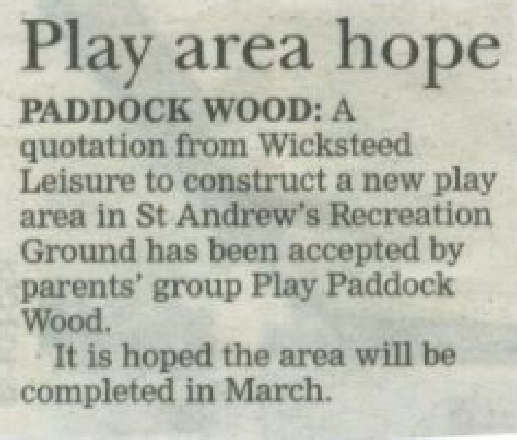 Play area hope
PADDOCK WOOD: A
quotation from Wicksteed
Leisure to construct a new play
area in St Andrew's Recreation
Ground has been accepted by
parents' group Play Paddock
Wood.
It is hoped the area will be
completed in March.